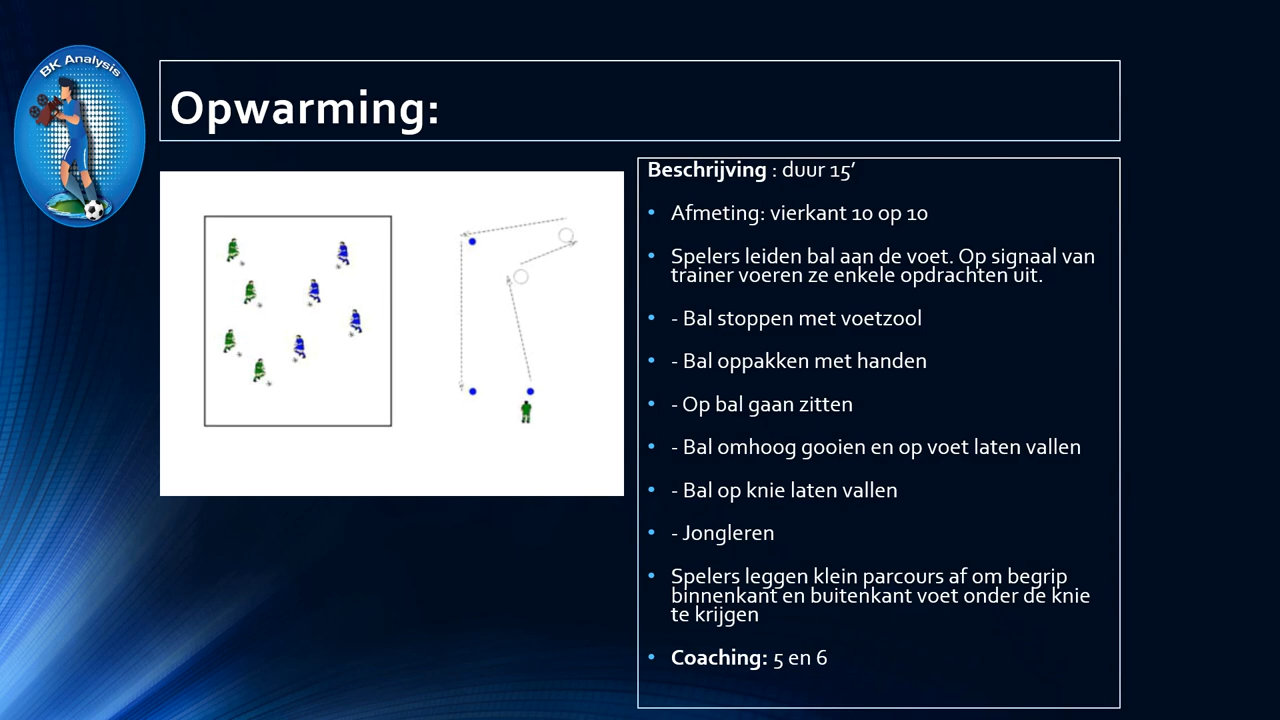 BK Analysis
Opwarming:
Beschrijving : duur 15’
• Afmeting: vierkant 10 op 10
• Spelers leiden bal aan de voet. Op signaal van
trainer voeren ze enkele opdrachten uit.
• - Bal stoppen met voetzool
• - Bal oppakken met handen
• - Op bal gaan zitten
• - Bal omhoog gooien en op voet laten vallen
• - Bal op knie laten vallen
• - Jongleren
• Spelers leggen klein parcours af om begrip
binnenkant en buitenkant voet onder de knie
te krijgen
• Coaching: 5 en 6